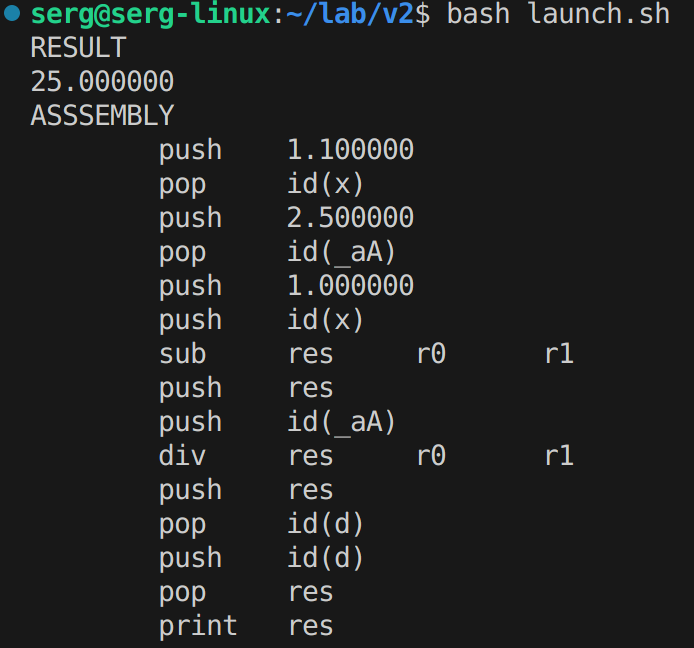 serg@serg-linux:~/lab/v2$ bash launch.sh
RESULT
25.000000
ASSSEMBLY
push 1.100000
pop id(x)
push 2.500000
pop id(_aA)
push 1.000000
push id(x)
sub res r0 r1
push res
push id(_aA)
div res r0 r1
push res
pop id(d)
push id(d)
pop res
print res